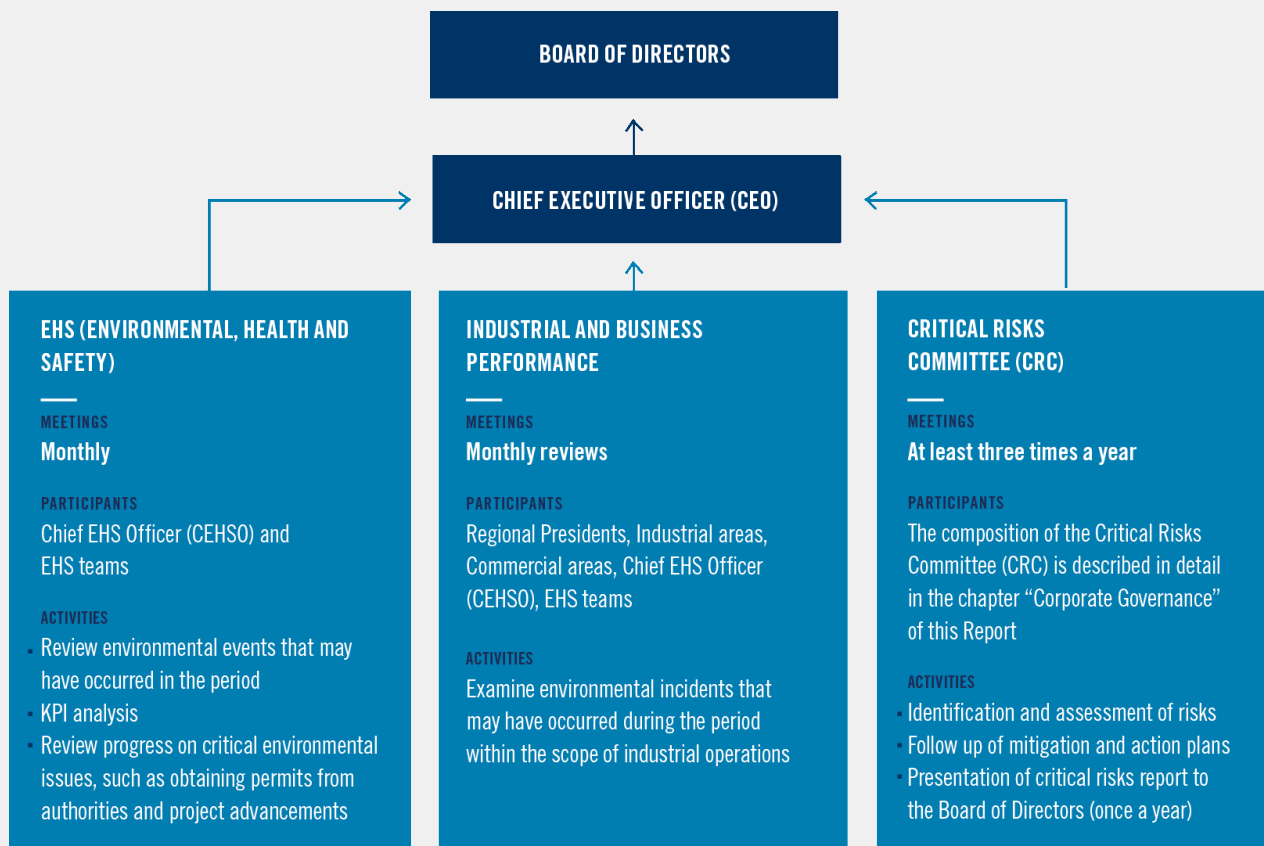 BOARD OF DIRECTORS
CHIEF EXECUTIVE OFFICER (CEO)
EHS (ENVIRONMENTAL, HEALTH AND
SAFETY)
MEETINGS
Monthly
PARTICIPANTS
Chief EHS Officer (CEHSO) and
EHS teams
ACTIVITIES
• Review environmental events that may
have occurred in the period
• KPI analysis
• Review progress on critical environmental
issues, such as obtaining permits from
authorities and project advancements
INDUSTRIAL AND BUSINESS
PERFORMANCE
MEETINGS
Monthly reviews
PARTICIPANTS
Regional Presidents, Industrial areas,
Commercial areas, Chief EHS Officer
(CEHSO), EHS teams
ACTIVITIES
Examine environmental incidents that
may have occurred during the period
within the scope of industrial operations
CRITICAL RISKS
COMMITTEE (CRC)
MEETINGS
At least three times a year
PARTICIPANTS
The composition of the Critical Risks
Committee (CRC) is described in detail
in the chapter “Corporate Governance”
of this Report
ACTIVITIES
• Identification and assessment of risks
• Follow up of mitigation and action plans
• Presentation of critical risks report to
the Board of Directors (once a year)